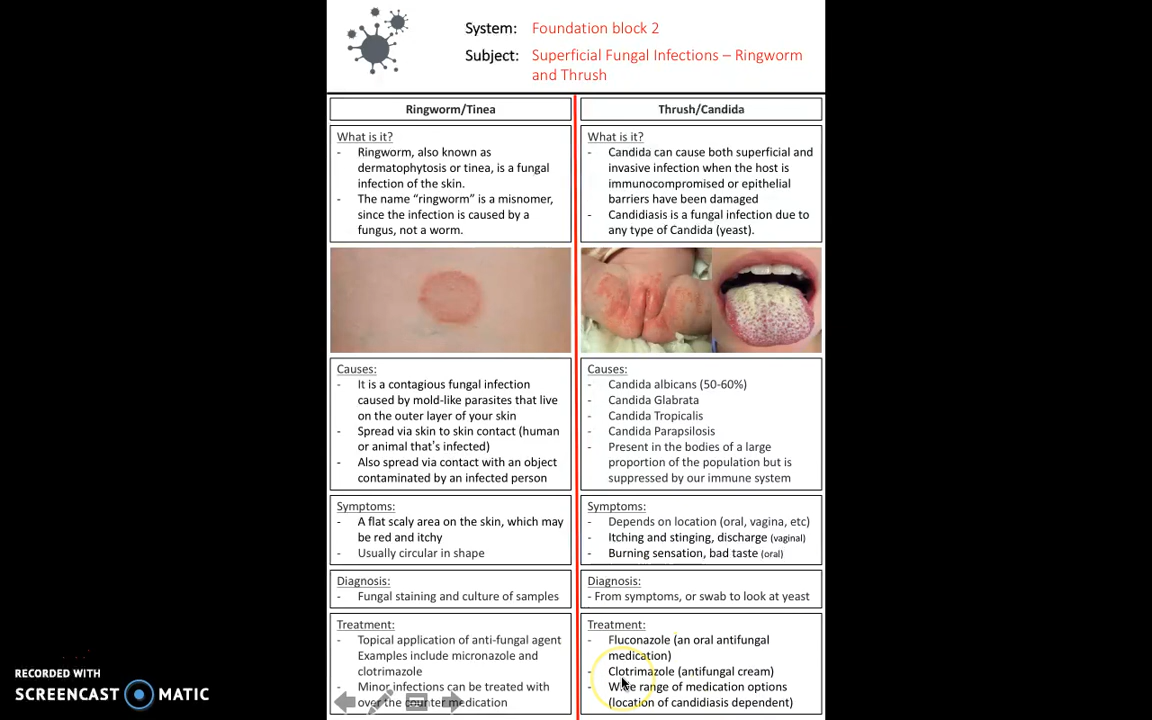 System: Foundation block 2
Subject: Superficial Fungal Infections – Ringworm
and Thrush
Ringworm/Tinea
What is it?
- Ringworm, also known as
dermatophytosis or tinea, is a fungal
infection of the skin.
- The name “ringworm” is a misnomer,
since the infection is caused by a
fungus, not a worm.
Causes:
- It is a contagious fungal infection
caused by mold-like parasites that live
on the outer layer of your skin
- Spread via skin to skin contact (human
or animal that's infected)
- Also spread via contact with an object
contaminated by an infected person
Symptoms:
- A flat scaly area on the skin, which may
be red and itchy
- Usually circular in shape
Diagnosis:
- Fungal staining and culture of samples
Treatment:
- Topical application of anti-fungal agent
Examples include micronazole and
clotrimazole
- Minor infections can be treated with
over the counter medication
Thrush/Candida
What is it?
- Candida can cause both superficial and
invasive infection when the host is
immunocompromised or epithelial
barriers have been damaged
- Candidiasis is a fungal infection due to
any type of Candida (yeast).
Causes:
- Candida albicans (50-60%)
- Candida Glabrata
- Candida Tropicalis
- Candida Parapsilosis
- Present in the bodies of a large
proportion of the population but is
suppressed by our immune system
Symptoms:
- Depends on location (oral, vagina, etc)
- Itching and stinging, discharge (vaginal)
- Burning sensation, bad taste (oral)
Diagnosis:
- From symptoms, or swab to look at yeast
Treatment:
- Fluconazole (an oral antifungal
medication)
- Clotrimazole (antifungal cream)
- Wide range of medication options
(location of candidiasis dependent)
RECORDED WITH
SCREENCAST MATIC